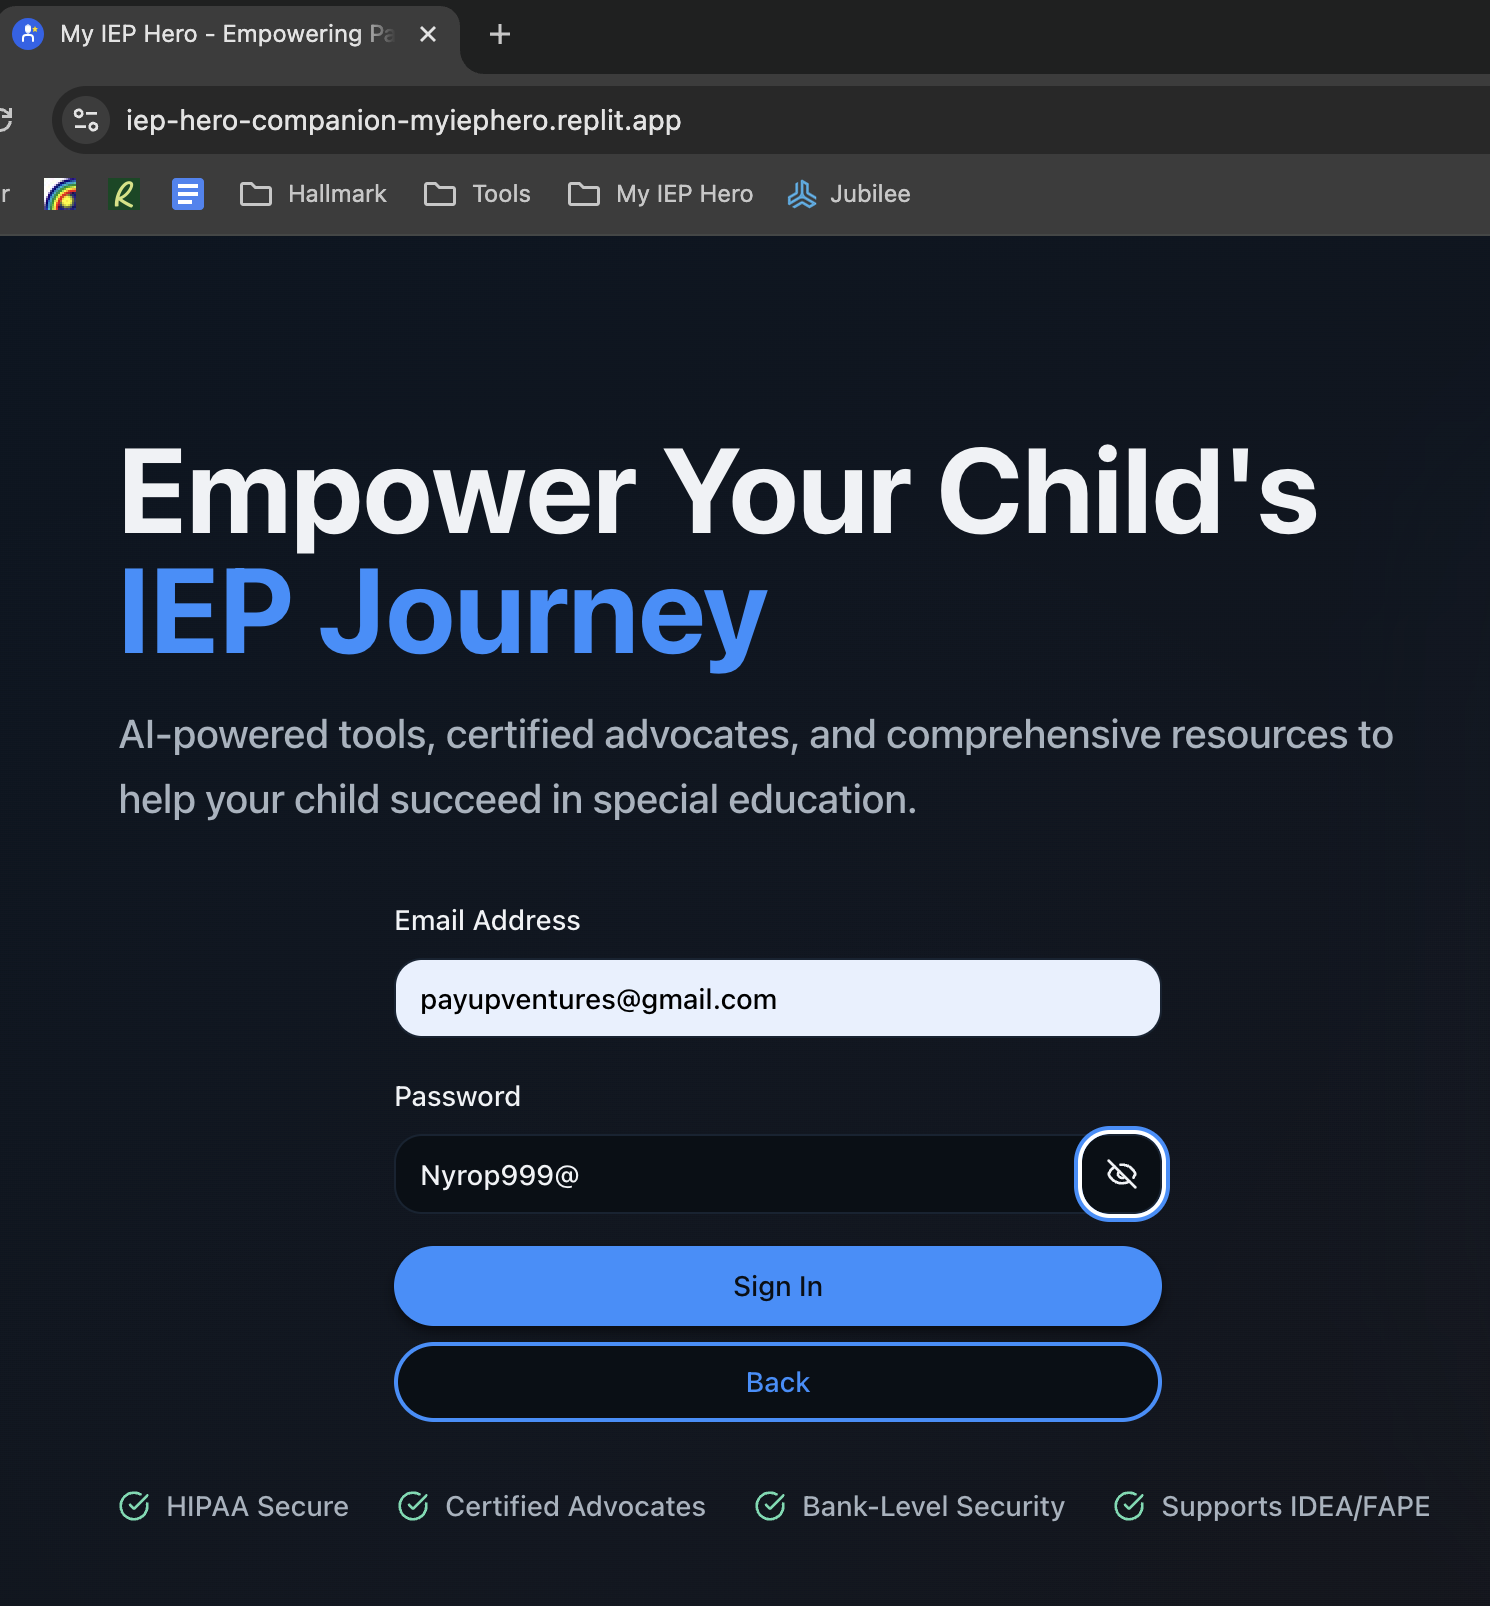 My IEP Hero - Empowering Pa
iep-hero-companion-myiephero.replit.app
r
Hallmark
Tools
My IEP Hero
Jubilee
Empower Your Child's
IEP Journey
AI-powered tools, certified advocates, and comprehensive resources to
help your child succeed in special education.
Email Address
payupventures@gmail.com
Password
Nyrop999@
Sign In
Back
HIPAA Secure
Certified Advocates
Bank-Level Security
Supports IDEA/FAPE